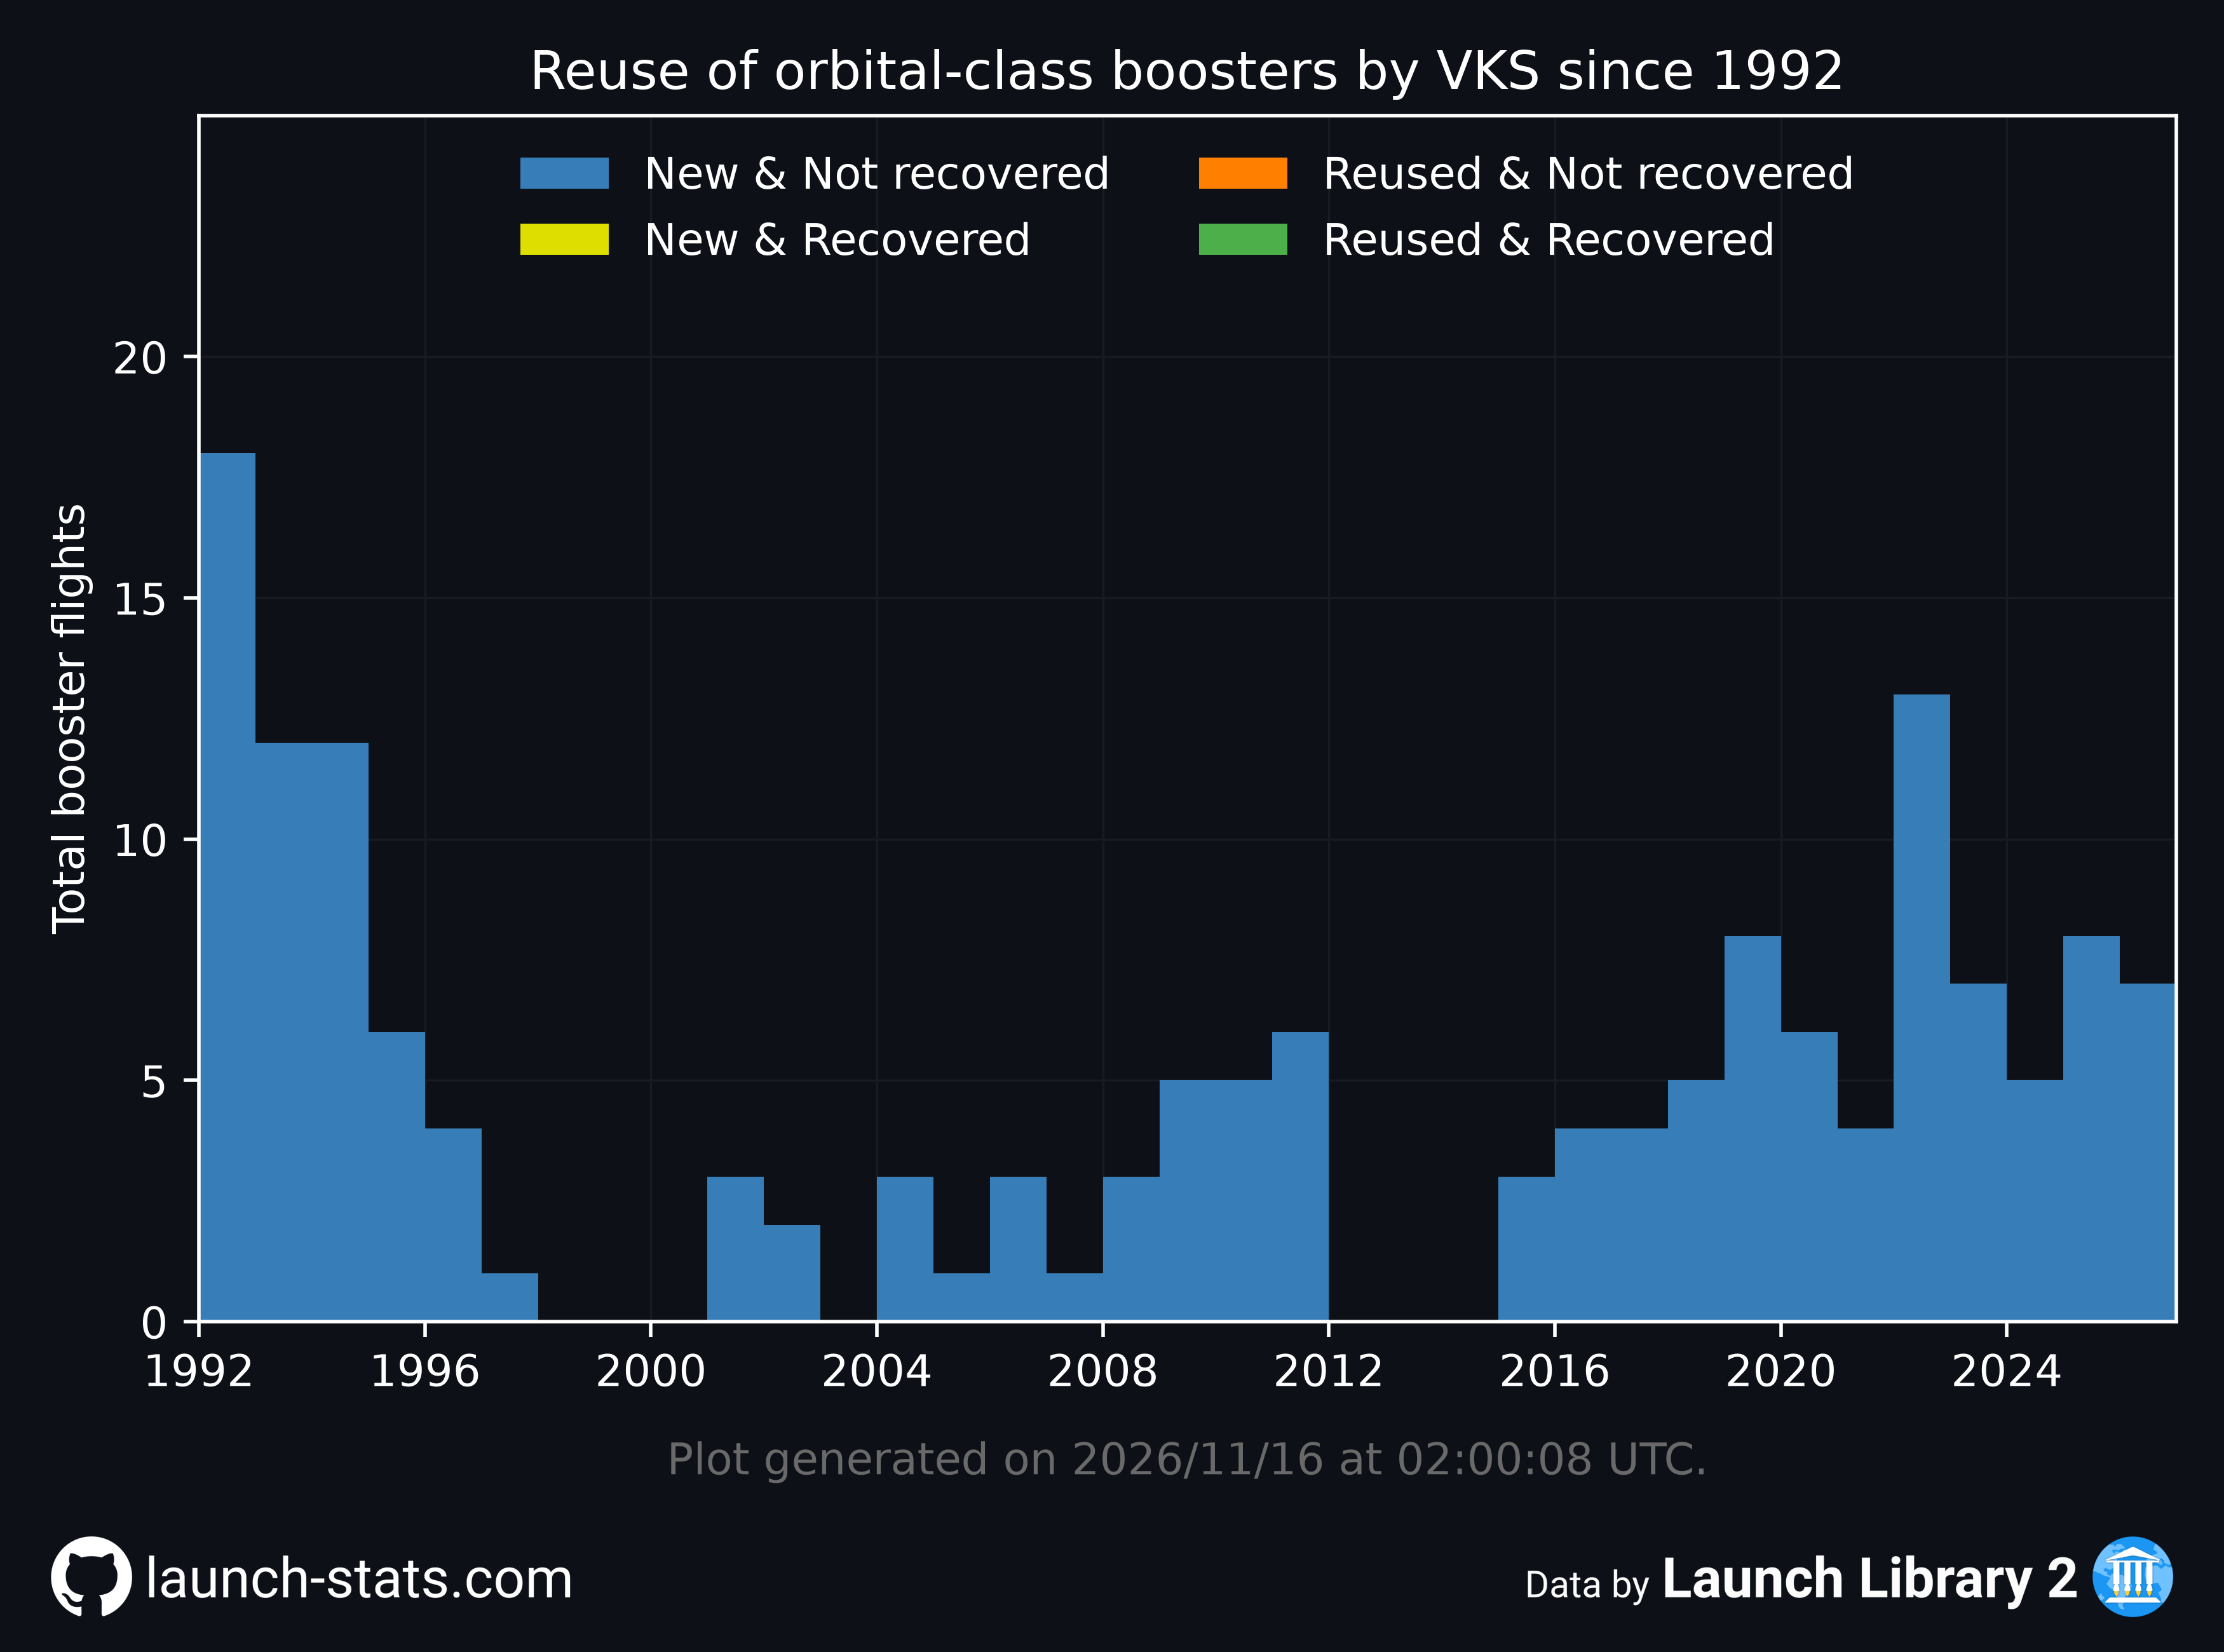 Reuse of orbital-class boosters by VKS since 1992
New & Not recovered
New & Recovered
Reused & Not recovered
Reused & Recovered
Total booster flights
20
15
10
5
0
1992 1996 2000 2004 2008 2012 2016 2020 2024
Plot generated on 2026/11/16 at 02:00:08 UTC.
launch-stats.com
Data by Launch Library 2